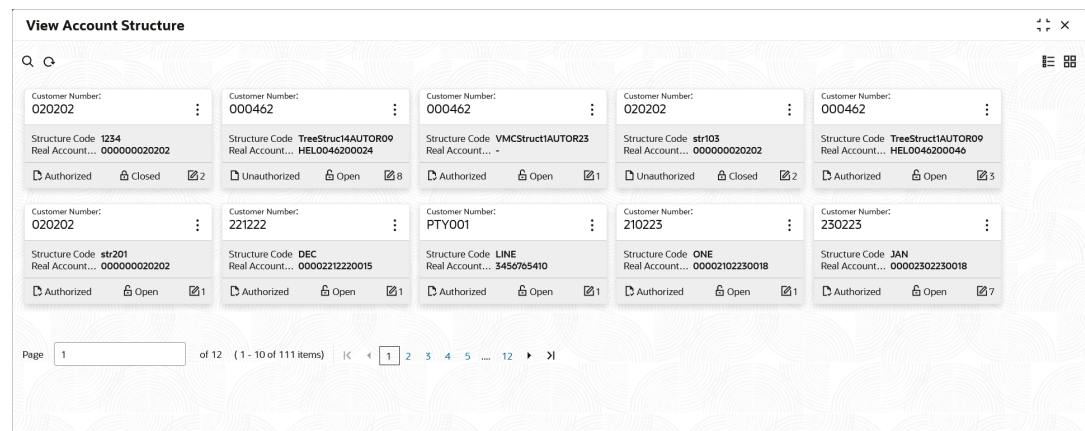 View Account Structure
Customer Number:
020202
Structure Code 1234
Real Account... 000000020202
Authorized Closed 2
Customer Number:
000462
Structure Code TreeStruc14AUTOR09
Real Account... HEL0046200024
Unauthorized Open 8
Customer Number:
000462
Structure Code VMCStruct1AUTOR23
Real Account... -
Authorized Open 1
Customer Number:
020202
Structure Code str103
Real Account... 000000020202
Unauthorized Closed 2
Customer Number:
000462
Structure Code TreeStruct1AUTOR09
Real Account... HEL0046200046
Authorized Open 3
Customer Number:
020202
Structure Code str201
Real Account... 000000020202
Authorized Open 1
Customer Number:
221222
Structure Code DEC
Real Account... 00002212220015
Authorized Open 1
Customer Number:
PTY001
Structure Code LINE
Real Account... 3456765410
Authorized Open 1
Customer Number:
210223
Structure Code ONE
Real Account... 00002102230018
Authorized Open 1
Customer Number:
230223
Structure Code JAN
Real Account... 00002302230018
Authorized Open 7
Page 1 of 12 (1 - 10 of 111 items) 1 2 3 4 5 .... 12